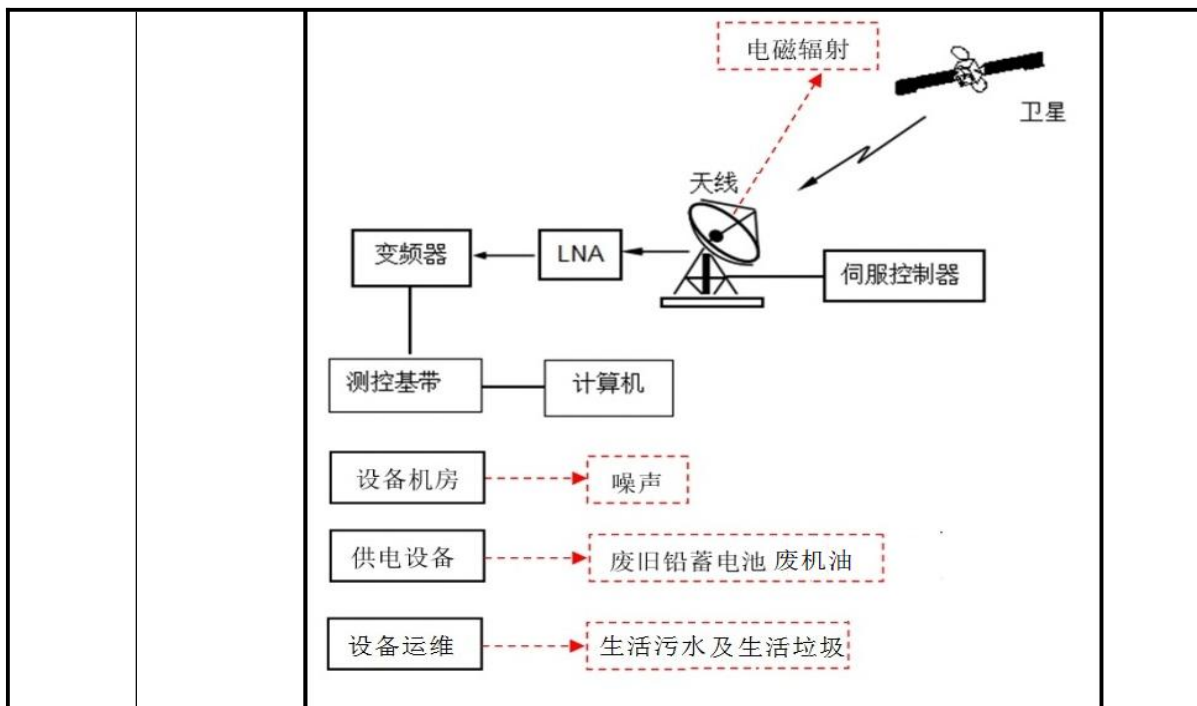 电磁辐射
卫星
天线
变频器
LNA
伺服控制器
测控基带
计算机
设备机房
噪声
供电设备
废旧铅蓄电池 废机油
设备运维
生活污水及生活垃圾